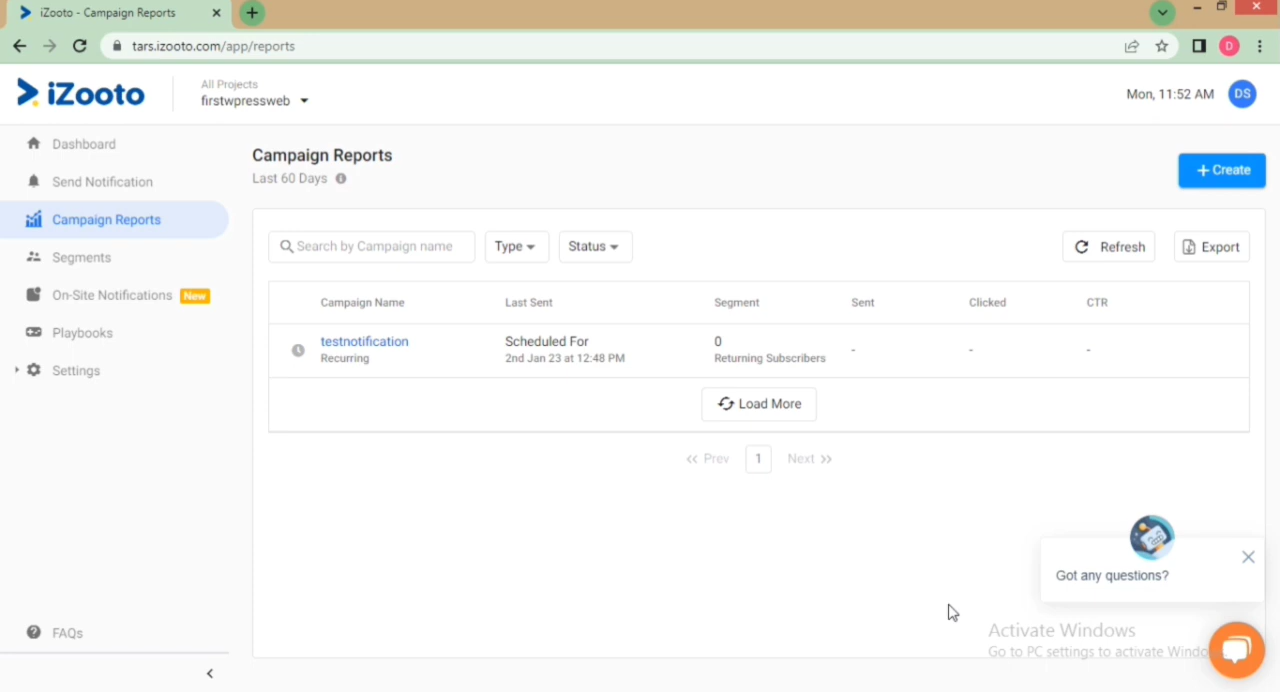 iZooto - Campaign Reports
tars.izooto.com/app/reports
D
iZooto
All Projects
firstwpressweb
Mon, 11:52 AM
DS
Dashboard
Send Notification
Campaign Reports
Segments
On-Site Notifications New
Playbooks
Settings
FAQs
Campaign Reports
Last 60 Days
+ Create
Search by Campaign name
Type
Status
Refresh
Export
Campaign Name Last Sent Segment Sent Clicked CTR
testnotification Scheduled For 0 - - -
Recurring 2nd Jan 23 at 12:48 PM Returning Subscribers
Load More
Prev 1 Next
Got any questions?
Activate Windows
Go to PC settings to activate